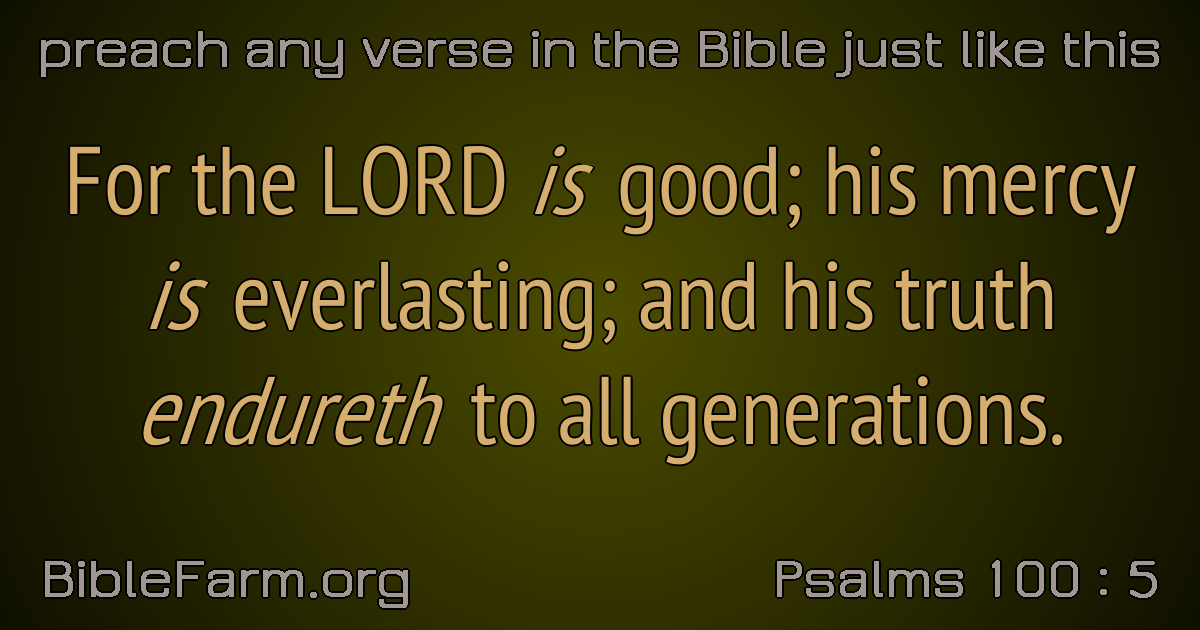 preach any verse in the Bible just like this
For the LORD is good; his mercy
is everlasting; and his truth
endureth to all generations.
BibleFarm.org
Psalms 100 : 5